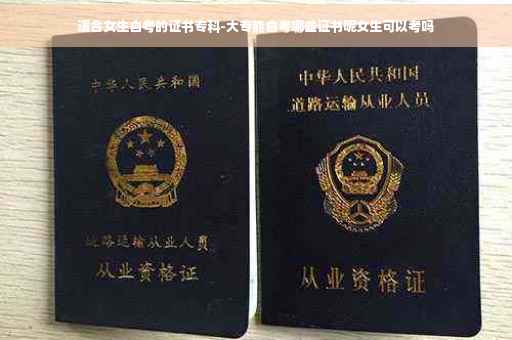 适合女生自考的证书专科-大专能自考哪些证书呢女生可以考吗
中华人民共和国
道路运输从业人员
从业资格证
中华人民共和国
道路运输从业人员
从业资格证